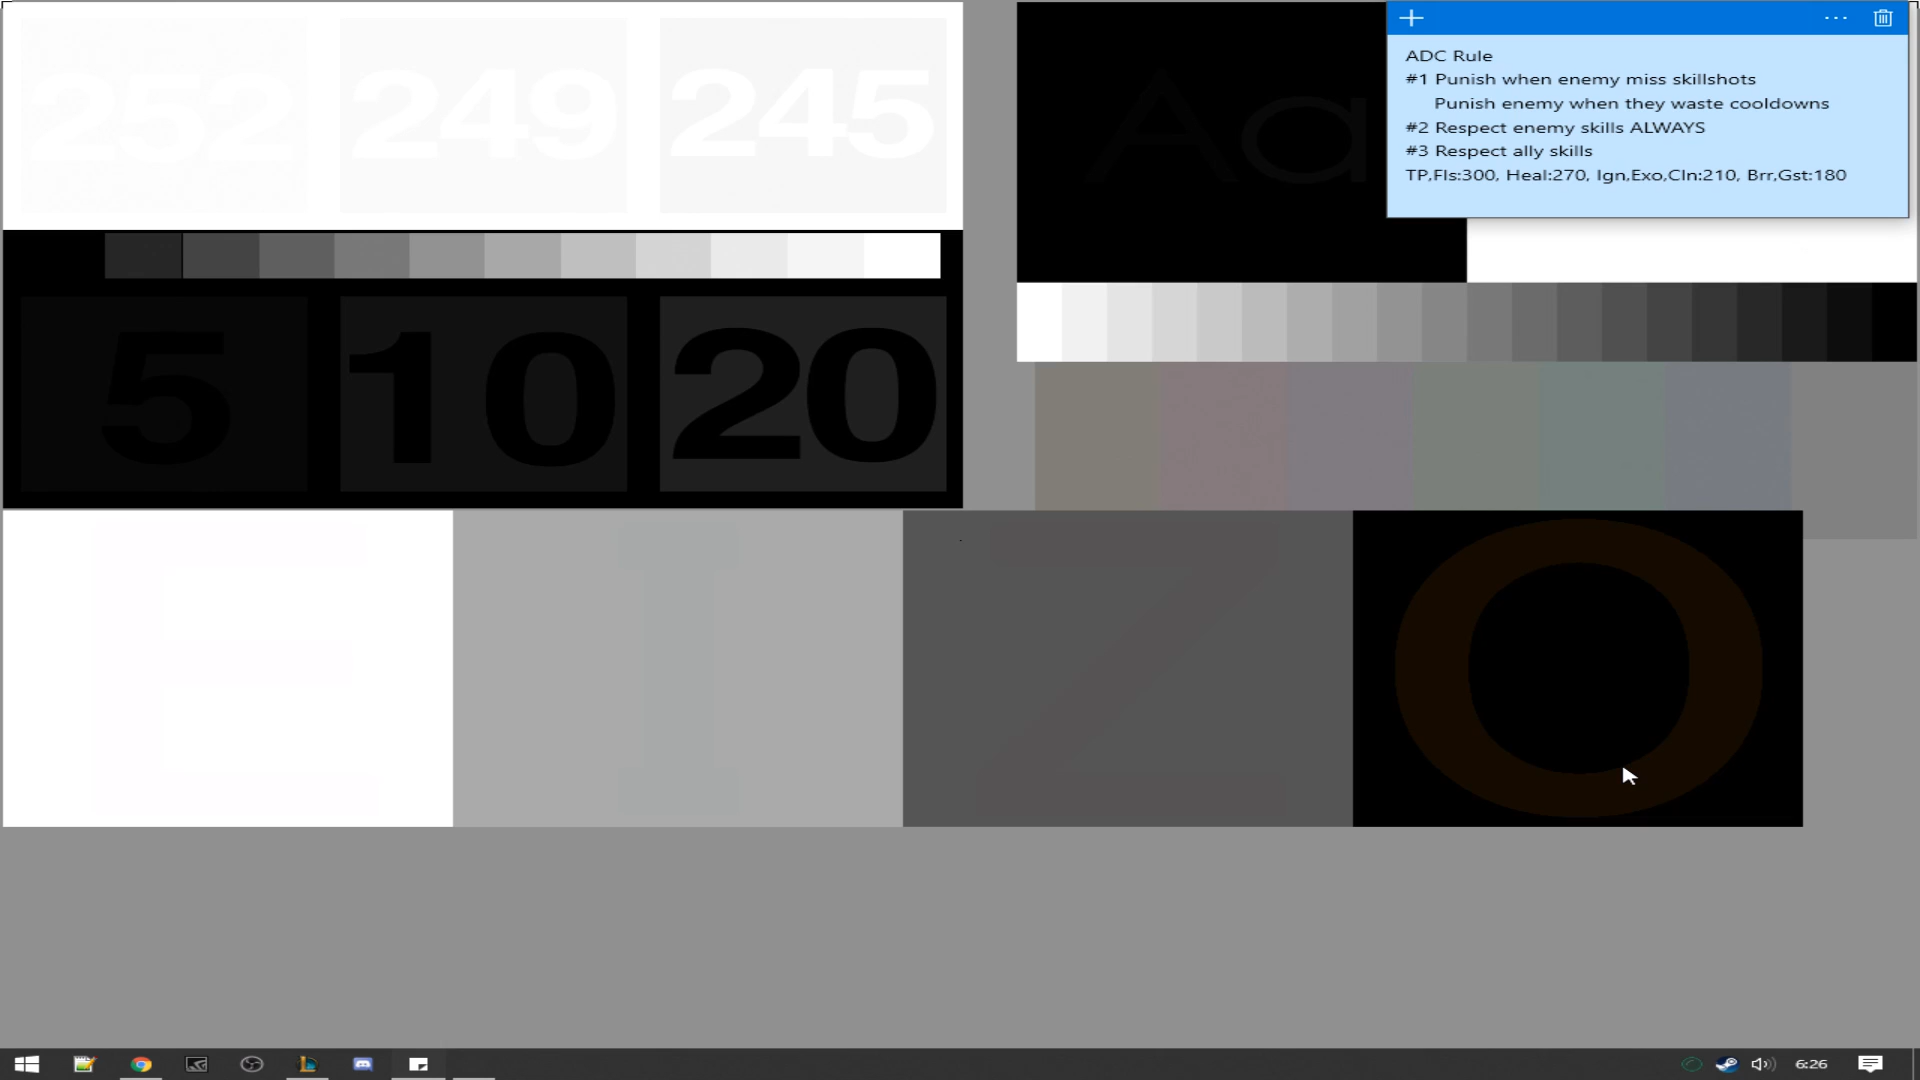 252 249 245
5 10 20
Aa
ADC Rule
#1 Punish when enemy miss skillshots
Punish enemy when they waste cooldowns
#2 Respect enemy skills ALWAYS
#3 Respect ally skills
TP,Fls:300, Heal:270, Ign,Exo,Cln:210, Brr,Gst:180
E I Z O
6:26